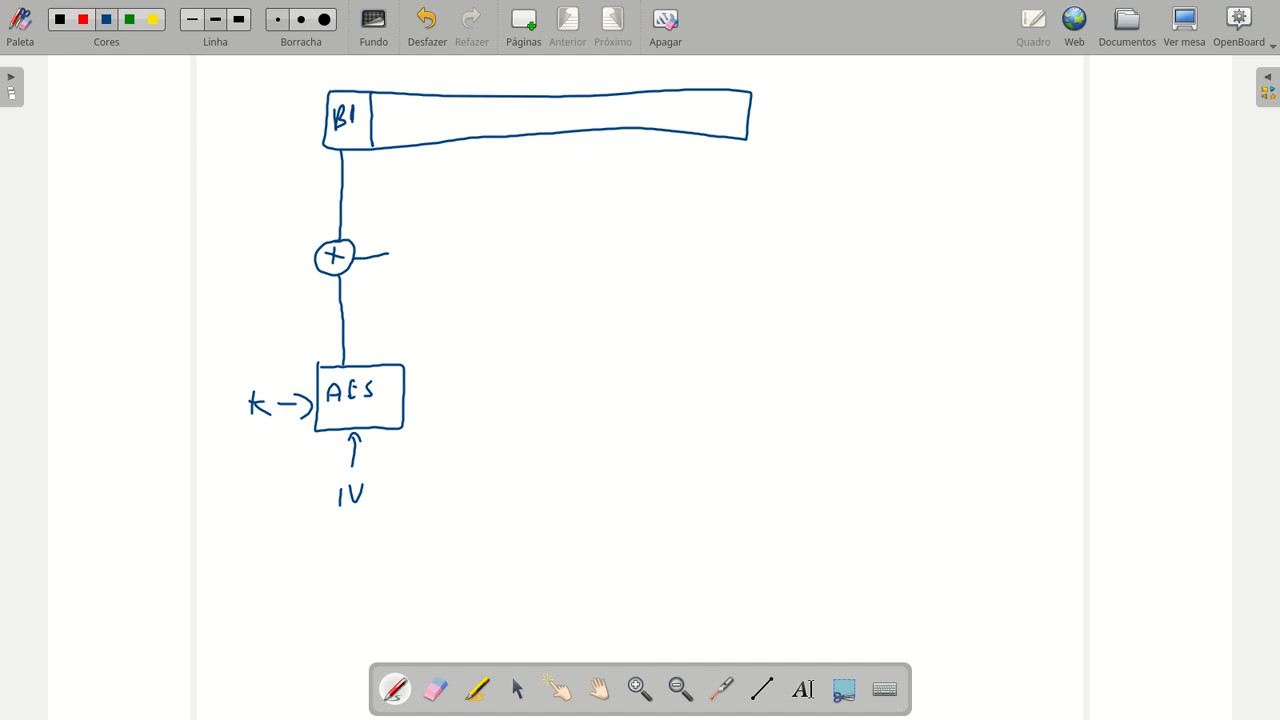 Paleta
Cores
Linha
Borracha
Fundo
Desfazer
Refazer
Páginas
Anterior
Próximo
Apagar
Quadro
Web
Documentos
Ver mesa
OpenBoard
B1
+
K
AES
IV
AI